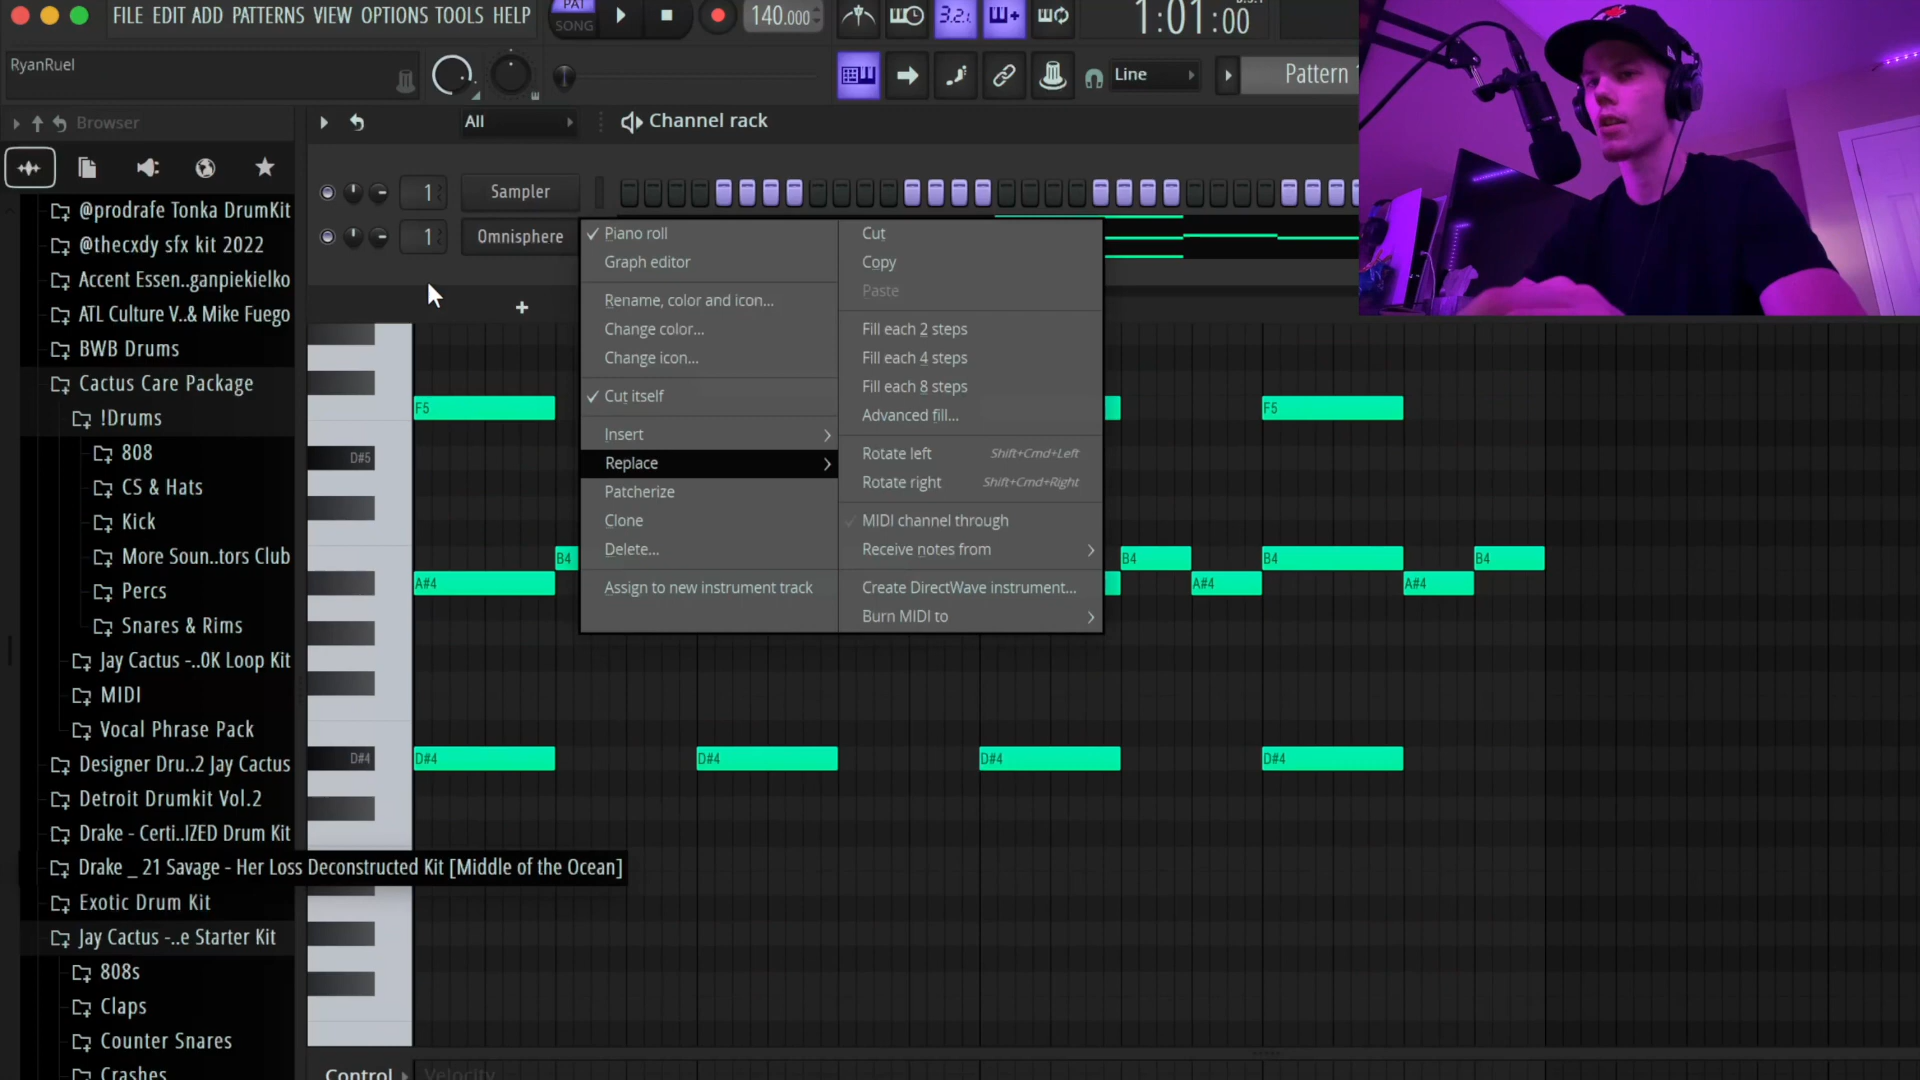 FILE EDIT ADD PATTERNS VIEW OPTIONS TOOLS HELP
PAT
SONG
140.000
3.2.
1:01:00
RyanRuel
Line
Pattern 1
Browser
All
Channel rack
1
Sampler
1
Omnisphere
@prodrafe Tonka DrumKit
@thecxdy sfx kit 2022
Accent Essen..ganpiekielko
ATL Culture V..& Mike Fuego
BWB Drums
Cactus Care Package
!Drums
808
CS & Hats
Kick
More Soun..tors Club
Percs
Snares & Rims
Jay Cactus -..0K Loop Kit
MIDI
Vocal Phrase Pack
Designer Dru..2 Jay Cactus
Detroit Drumkit Vol.2
Drake - Certi..IZED Drum Kit
Drake _ 21 Savage - Her Loss Deconstructed Kit [Middle of the Ocean]
Exotic Drum Kit
Jay Cactus -..e Starter Kit
808s
Claps
Counter Snares
Crashes
Piano roll
Graph editor
Rename, color and icon...
Change color...
Change icon...
Cut itself
Insert
Replace
Patcherize
Clone
Delete...
Assign to new instrument track
Cut
Copy
Paste
Fill each 2 steps
Fill each 4 steps
Fill each 8 steps
Advanced fill...
Rotate left Shift+Cmd+Left
Rotate right Shift+Cmd+Right
MIDI channel through
Receive notes from
Create DirectWave instrument...
Burn MIDI to
F5
F5
D#5
B4
B4
B4
B4
A#4
A#4
A#4
D#4
D#4
D#4
D#4
D#4
Control
Velocity